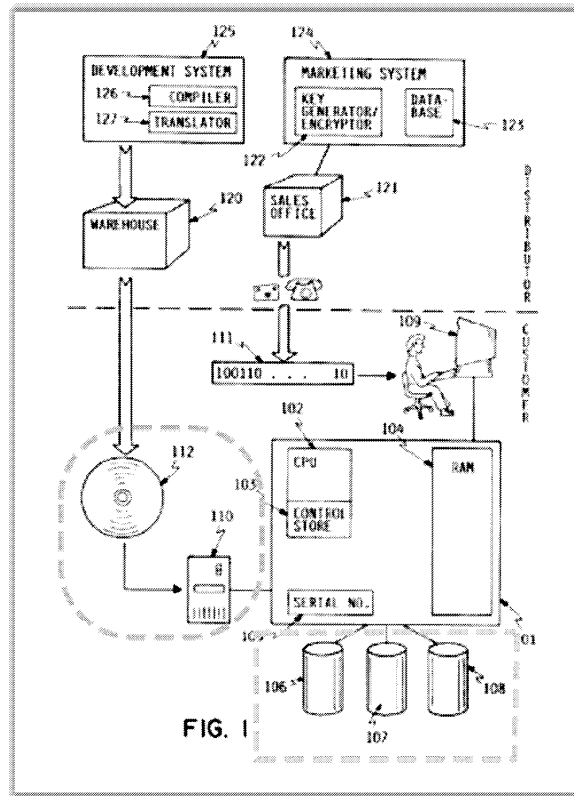 125
124
DEVELOPMENT SYSTEM
126
COMPILER
127
TRANSLATOR
MARKETING SYSTEM
KEY
GENERATOR/
ENCRYPTOR
DATA-
BASE
122
123
120
WAREHOUSE
121
SALES
OFFICE
DISTRIBUTOR
CUSTOMER
109
111
100110 . . . 10
102
104
CPU
RAM
103
CONTROL
STORE
112
110
SERIAL NO.
105
101
106
107
108
FIG. 1